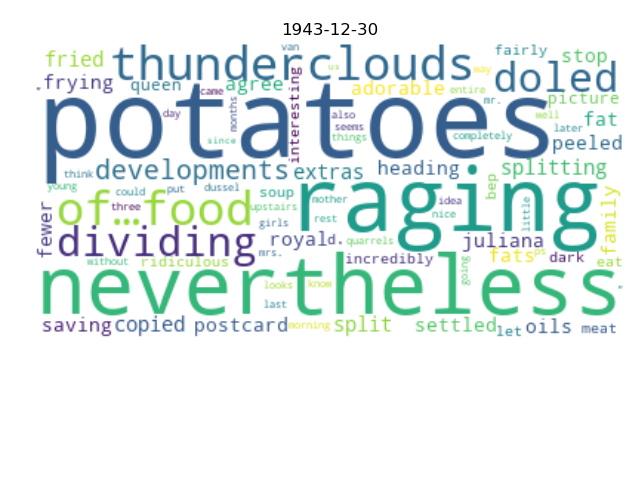 1943-12-30
van
fairly
fried
thunderclouds
stop
us
way
doled
frying
queen
agree
adorable
entire
mr.
picture
came
day
months
interesting
potatoes
also
seems
things
since
completely
well
later
fat
peeled
think
developments
extras
heading
splitting
young
could
put
dussel
soup
mother
bep
raging
three
of…food
upstairs
girls
rest
idea
nice
little
family
fewer
dividing
royal
d.
quarrels
juliana
mrs.
without
ridiculous
incredibly
fats
ps
dark
eat
going
nevertheless
looks
know
last
saving
copied
postcard
morning
split
settled
let
oils
meat